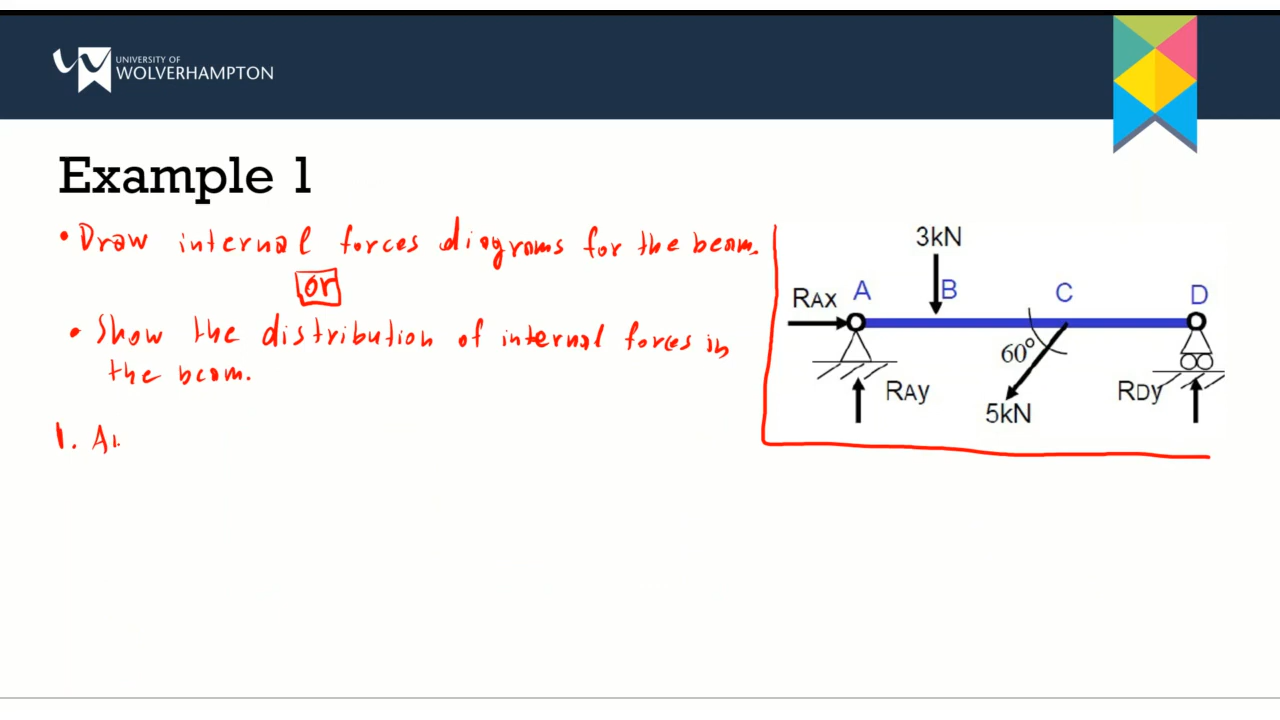 UNIVERSITY OF
WOLVERHAMPTON
Example 1
• Draw internal forces diagrams for the beam.
or
• Show the distribution of internal forces in
the beam.
1. An
3kN
RAX A B C D
60°
RAy RDy
5kN